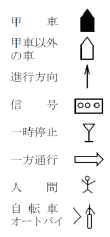 甲車
甲車以外
の車
進行方向
信号
一時停止
一方通行
人間
自転車
オートバイ